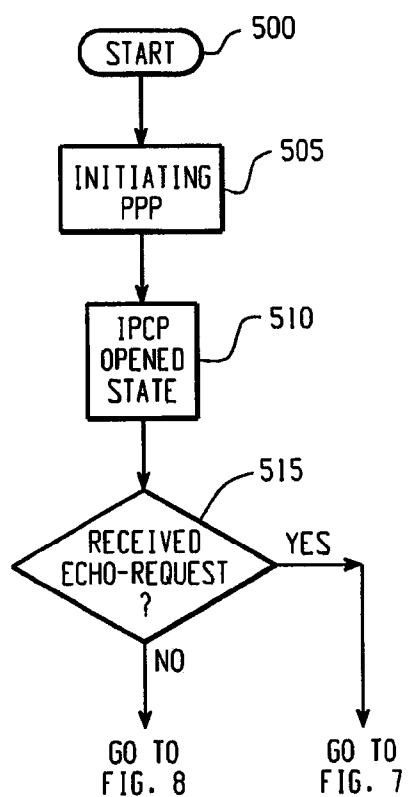 START
500
INITIATING
PPP
505
IPCP
OPENED
STATE
510
515
RECEIVED
ECHO-REQUEST
?
YES
NO
GO TO
FIG. 8
GO TO
FIG. 7